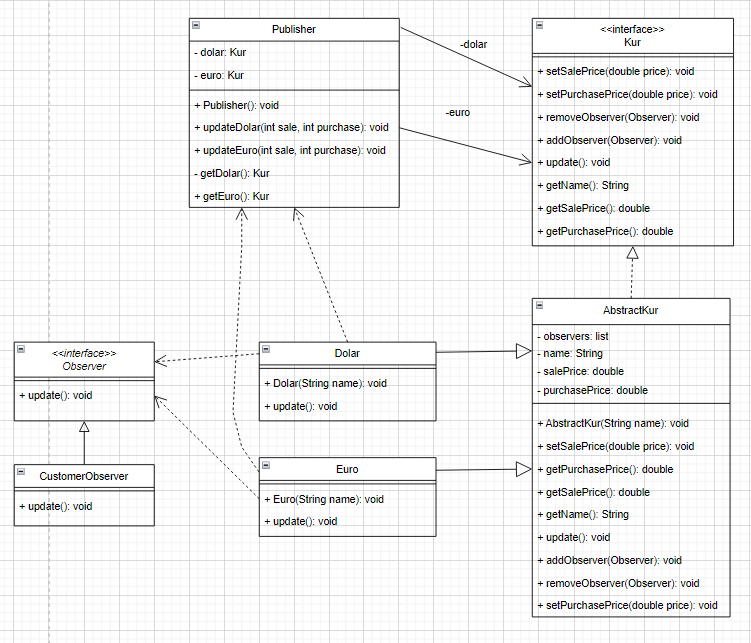 Publisher
- dolar: Kur
- euro: Kur
+ Publisher(): void
+ updateDolar(int sale, int purchase): void
+ updateEuro(int sale, int purchase): void
- getDolar(): Kur
+ getEuro(): Kur
-dolar
-euro
<<interface>>
Kur
+ setSalePrice(double price): void
+ setPurchasePrice(double price): void
+ removeObserver(Observer): void
+ addObserver(Observer): void
+ update(): void
+ getName(): String
+ getSalePrice(): double
+ getPurchasePrice(): double
<<interface>>
Observer
+ update(): void
CustomerObserver
+ update(): void
Dolar
+ Dolar(String name): void
+ update(): void
Euro
+ Euro(String name): void
+ update(): void
AbstractKur
- observers: list
- name: String
- salePrice: double
- purchasePrice: double
+ AbstractKur(String name): void
+ setSalePrice(double price): void
+ getPurchasePrice(): double
+ getSalePrice(): double
+ getName(): String
+ update(): void
+ addObserver(Observer): void
+ removeObserver(Observer): void
+ setPurchasePrice(double price): void